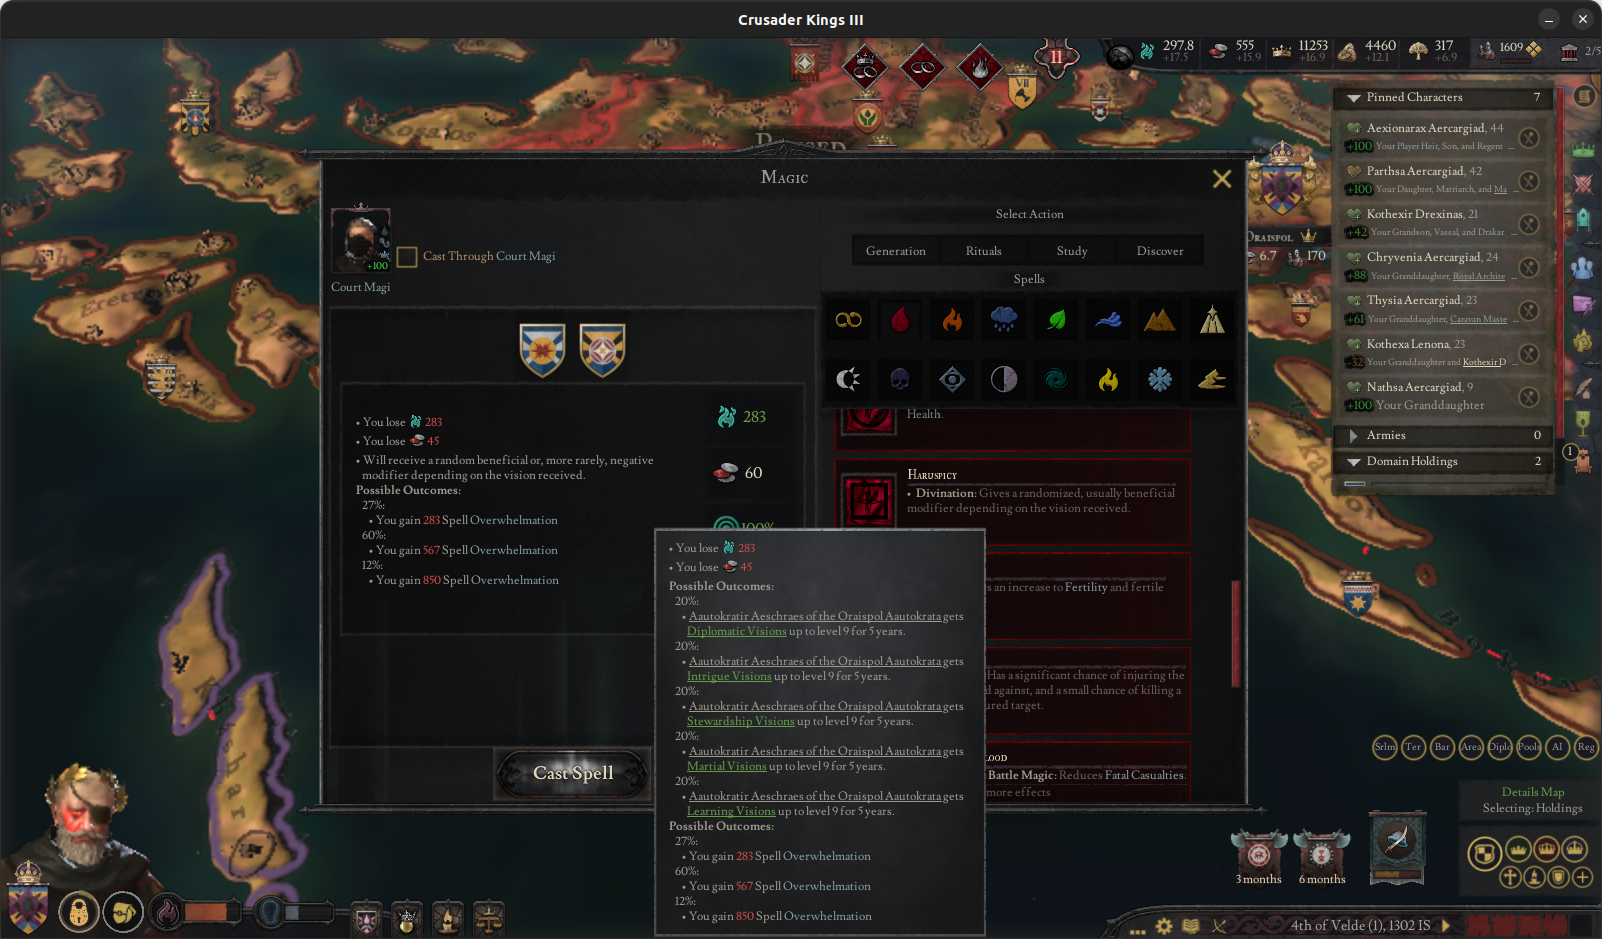 Crusader Kings III
11
297.8
+17.5
555
+15.9
11253
+16.9
4460
+12.1
317
+6.9
1609
2/5
VII
Pinned Characters 7
Aexionarax Aercargiad, 44
+100 Your Player Heir, Son, and Regent ...
Parthsa Aercargiad, 42
+100 Your Daughter, Matriarch, and Ma ...
Kothexir Drexinas, 21
+42 Your Grandson, Vassal, and Drakar
Chryvenia Aercargiad, 24
+88 Your Granddaughter, Royal Archite ...
Thysia Aercargiad, 23
+61 Your Granddaughter, Caravan Maste ...
Kothexa Lenona, 23
Your Granddaughter and Kothexir D ...
Nathsa Aercargiad, 9
+100 Your Granddaughter
Armies 0
Domain Holdings 2
1
Oraispol
6.7 170
Magic
+100
Cast Through Court Magi
Court Magi
Select Action
Generation Rituals Study Discover
Spells
• You lose 283
• You lose 45
• Will receive a random beneficial or, more rarely, negative
modifier depending on the vision received.
Possible Outcomes:
27%:
• You gain 283 Spell Overwhelmation
60%:
• You gain 567 Spell Overwhelmation
12%:
• You gain 850 Spell Overwhelmation
283
60
100%
Cast Spell
Health.
Haruspicy
• Divination: Gives a randomized, usually beneficial
modifier depending on the vision received.
s an increase to Fertility and fertile
Has a significant chance of injuring the
d against, and a small chance of killing a
ured target.
lood
Battle Magic: Reduces Fatal Casualties.
more effects
• You lose 283
• You lose 45
Possible Outcomes:
20%:
• Aautokratir Aeschraes of the Oraispol Aautokrata gets
Diplomatic Visions up to level 9 for 5 years.
20%:
• Aautokratir Aeschraes of the Oraispol Aautokrata gets
Intrigue Visions up to level 9 for 5 years.
20%:
• Aautokratir Aeschraes of the Oraispol Aautokrata gets
Stewardship Visions up to level 9 for 5 years.
20%:
• Aautokratir Aeschraes of the Oraispol Aautokrata gets
Martial Visions up to level 9 for 5 years.
20%:
• Aautokratir Aeschraes of the Oraispol Aautokrata gets
Learning Visions up to level 9 for 5 years.
Possible Outcomes:
27%:
• You gain 283 Spell Overwhelmation
60%:
• You gain 567 Spell Overwhelmation
12%:
• You gain 850 Spell Overwhelmation
Srlm Ter Bar Area Diplo Pools AI Reg
Details Map
Selecting: Holdings
3 months
6 months
4th of Velde (1), 1302 IS